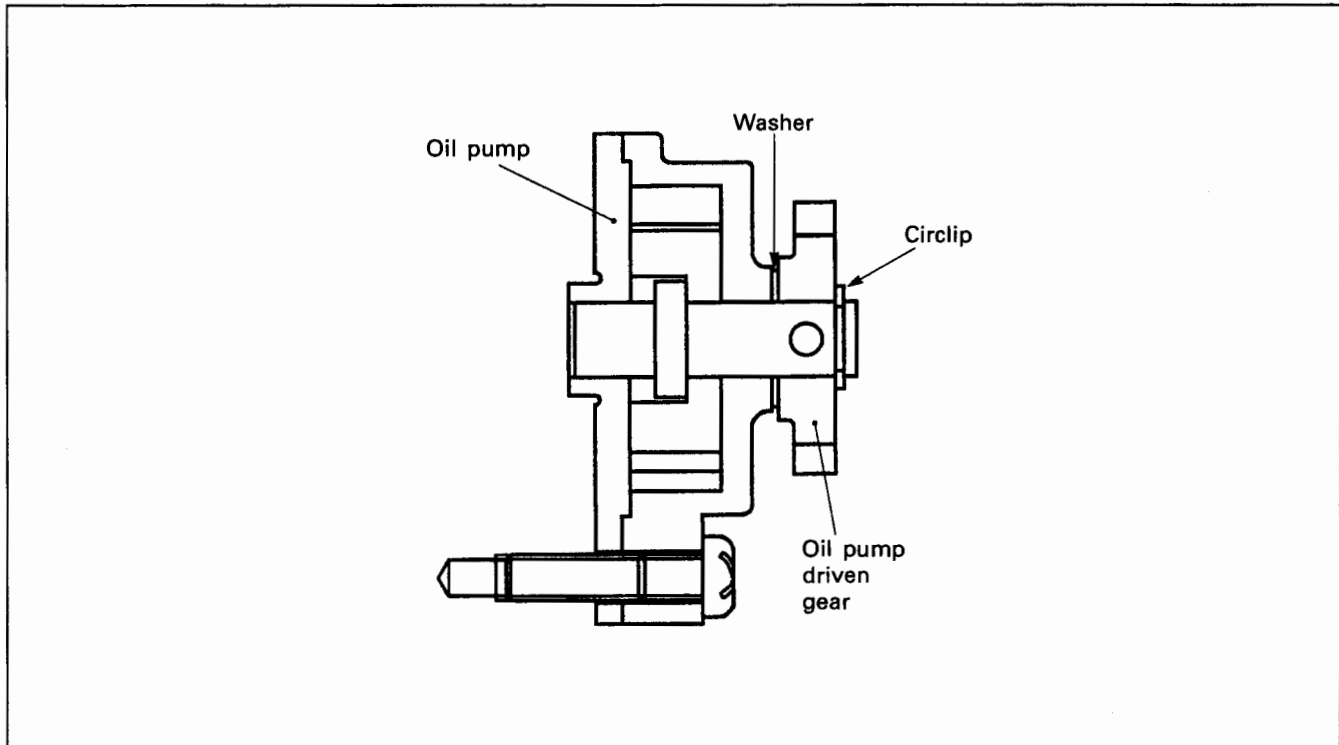 Washer
Oil pump
Circlip
Oil pump
driven
gear